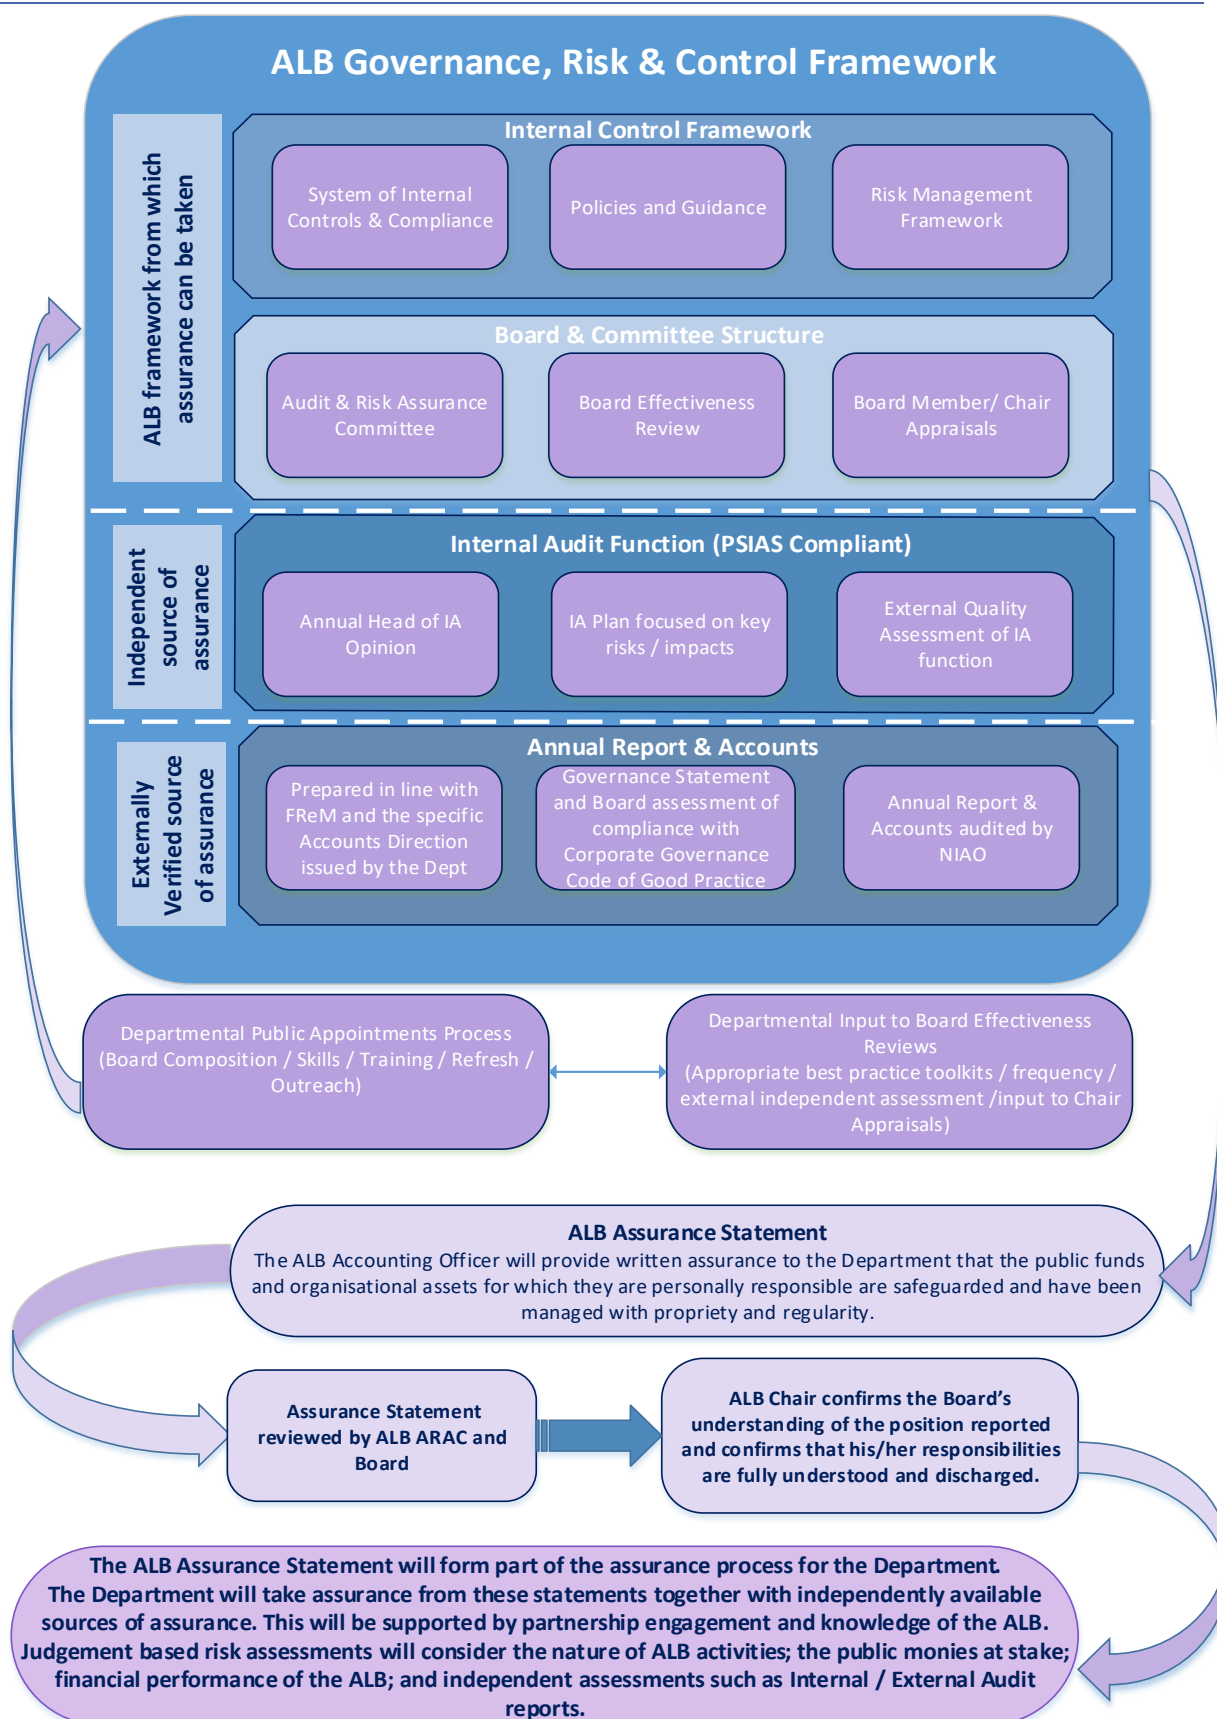 ALB Governance, Risk & Control Framework
ALB framework from which
assurance can be taken
Internal Control Framework
System of Internal
Controls & Compliance
Policies and Guidance
Risk Management
Framework
Board & Committee Structure
Audit & Risk Assurance
Committee
Board Effectiveness
Review
Board Member/ Chair
Appraisals
Independent
source of
assurance
Internal Audit Function (PSIAS Compliant)
Annual Head of IA
Opinion
IA Plan focused on key
risks / impacts
External Quality
Assessment of IA
function
Externally
Verified source
of assurance
Annual Report & Accounts
Prepared in line with
FReM and the specific
Accounts Direction
issued by the Dept
Governance Statement
and Board assessment of
compliance with
Corporate Governance
Code of Good Practice
Annual Report &
Accounts audited by
NIAO
Departmental Public Appointments Process
(Board Composition / Skills / Training / Refresh /
Outreach)
Departmental Input to Board Effectiveness
Reviews
(Appropriate best practice toolkits / frequency /
external independent assessment /input to Chair
Appraisals)
ALB Assurance Statement
The ALB Accounting Officer will provide written assurance to the Department that the public funds
and organisational assets for which they are personally responsible are safeguarded and have been
managed with propriety and regularity.
Assurance Statement
reviewed by ALB ARAC and
Board
ALB Chair confirms the Board's
understanding of the position reported
and confirms that his/her responsibilities
are fully understood and discharged.
The ALB Assurance Statement will form part of the assurance process for the Department.
The Department will take assurance from these statements together with independently available
sources of assurance. This will be supported by partnership engagement and knowledge of the ALB.
Judgement based risk assessments will consider the nature of ALB activities; the public monies at stake;
financial performance of the ALB; and independent assessments such as Internal / External Audit
reports.